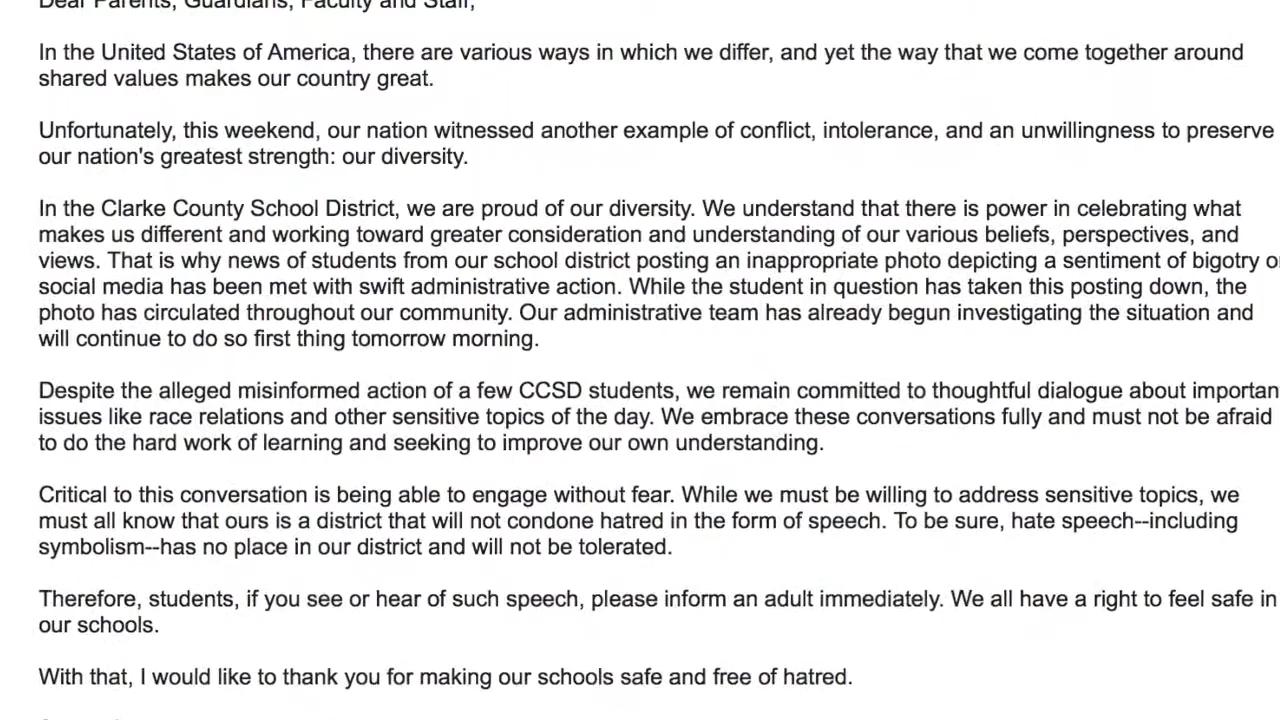 Dear Parents, Guardians, Faculty and Staff,
In the United States of America, there are various ways in which we differ, and yet the way that we come together around
shared values makes our country great.
Unfortunately, this weekend, our nation witnessed another example of conflict, intolerance, and an unwillingness to preserve
our nation's greatest strength: our diversity.
In the Clarke County School District, we are proud of our diversity. We understand that there is power in celebrating what
makes us different and working toward greater consideration and understanding of our various beliefs, perspectives, and
views. That is why news of students from our school district posting an inappropriate photo depicting a sentiment of bigotry
social media has been met with swift administrative action. While the student in question has taken this posting down, the
photo has circulated throughout our community. Our administrative team has already begun investigating the situation and
will continue to do so first thing tomorrow morning.
Despite the alleged misinformed action of a few CCSD students, we remain committed to thoughtful dialogue about importan
issues like race relations and other sensitive topics of the day. We embrace these conversations fully and must not be afraid
to do the hard work of learning and seeking to improve our own understanding.
Critical to this conversation is being able to engage without fear. While we must be willing to address sensitive topics, we
must all know that ours is a district that will not condone hatred in the form of speech. To be sure, hate speech--including
symbolism--has no place in our district and will not be tolerated.
Therefore, students, if you see or hear of such speech, please inform an adult immediately. We all have a right to feel safe in
our schools.
With that, I would like to thank you for making our schools safe and free of hatred.